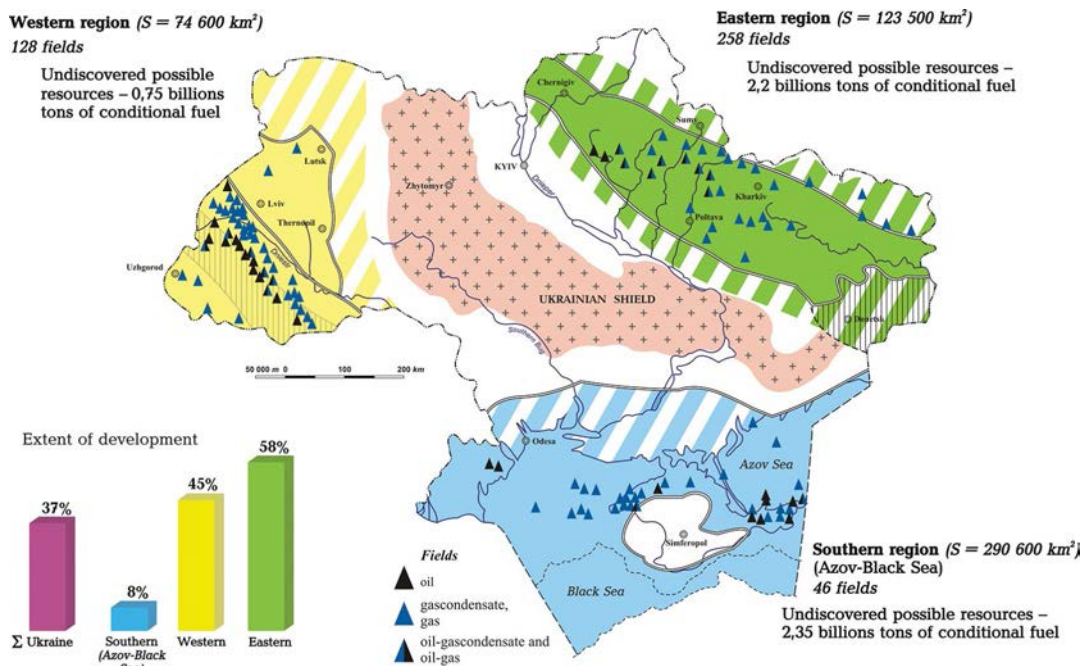 Western region (S = 74 600 km²)
128 fields
Undiscovered possible
resources – 0,75 billions
tons of conditional fuel
Eastern region (S = 123 500 km²)
258 fields
Undiscovered possible resources –
2,2 billions tons of conditional fuel
Chernigiv
Sumy
KYIV
Dnieper
Lutsk
Zhytomyr
Kharkiv
Lviv
Thernopil
Poltava
Dniester
Uzhgorod
UKRAINIAN SHIELD
Donetsk
Southern Bug
50 000 m 0 100 200 km
Odesa
Azov Sea
Simferopol
Black Sea
Extent of development
37%
8%
45%
58%
Σ Ukraine
Southern
(Azov-Black
Western
Eastern
Fields
oil
gascondensate,
gas
oil-gascondensate and
oil-gas
Southern region (S = 290 600 km²)
(Azov-Black Sea)
46 fields
Undiscovered possible resources –
2,35 billions tons of conditional fuel